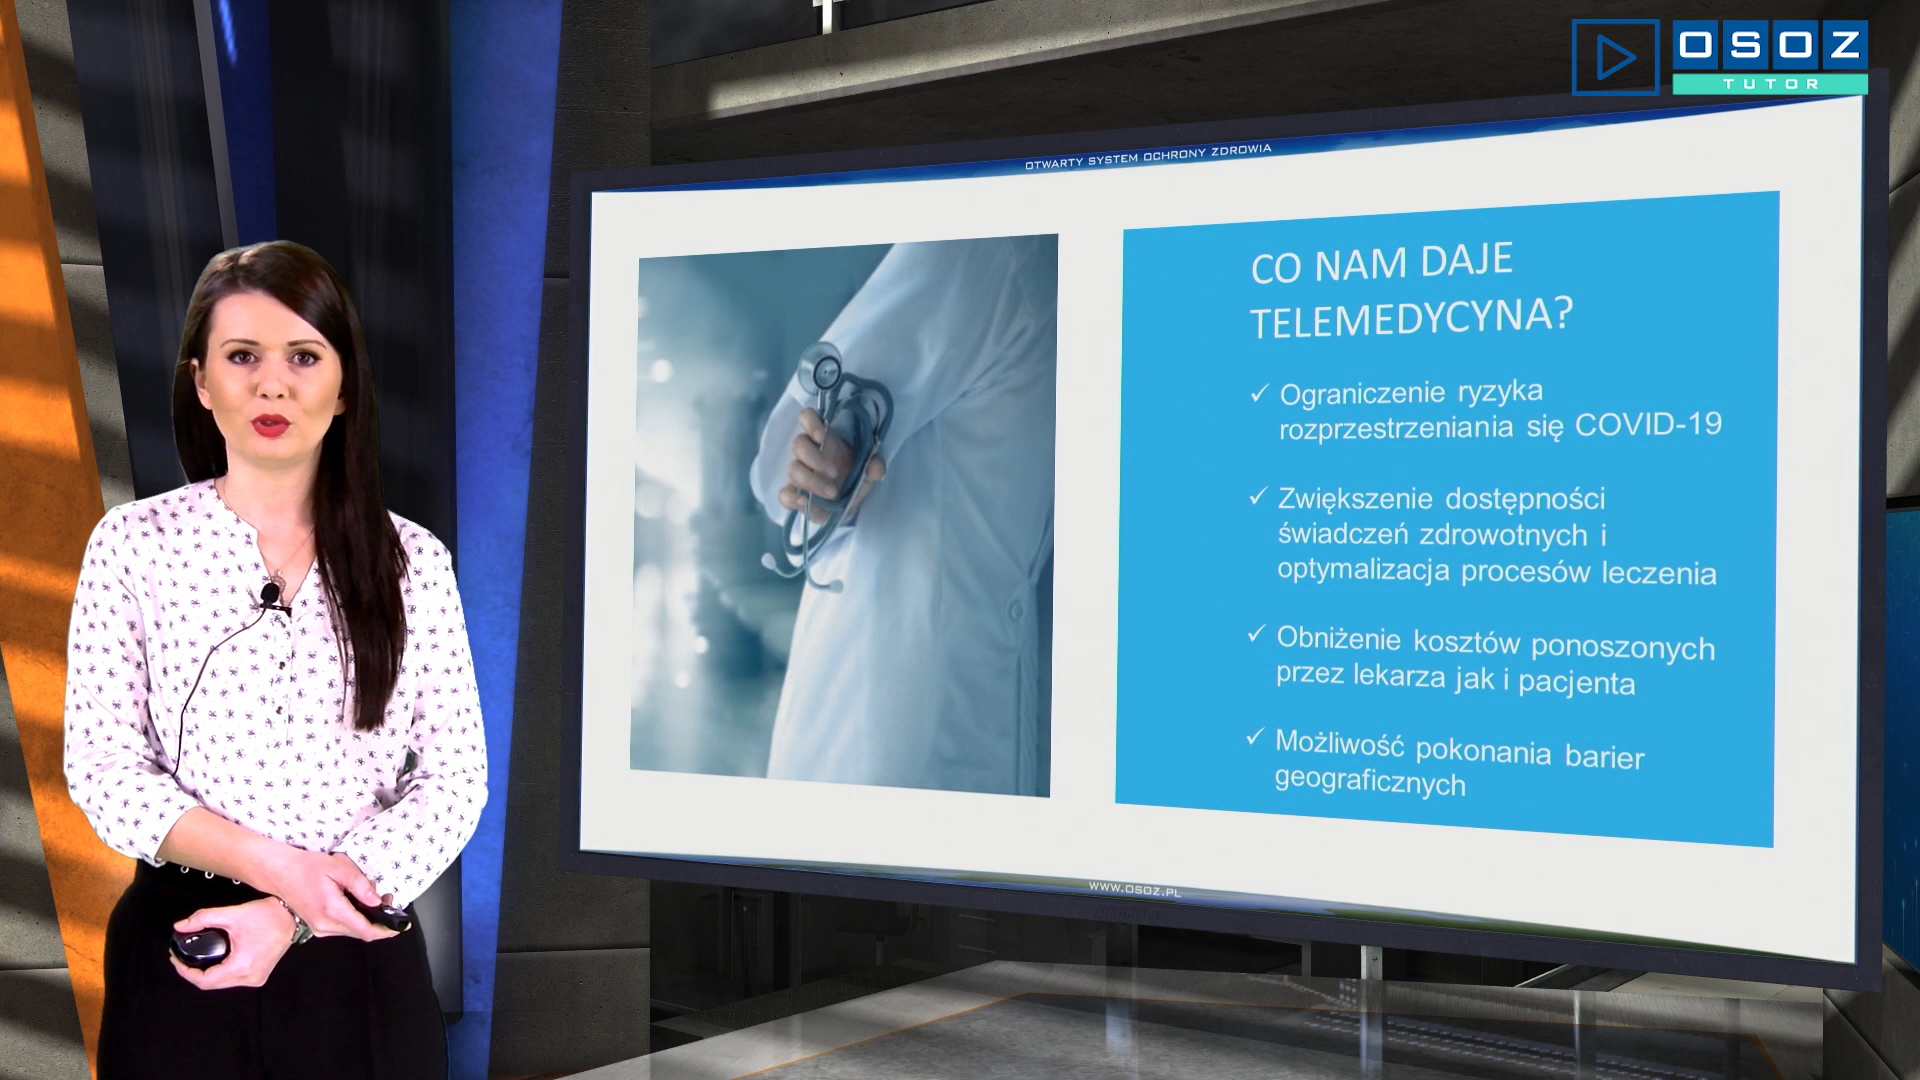 OSOZ
TUTOR
OTWARTY SYSTEM OCHRONY ZDROWIA
CO NAM DAJE
TELEMEDYCYNA?
✓ Ograniczenie ryzyka
rozprzestrzeniania się COVID-19
✓ Zwiększenie dostępności
świadczeń zdrowotnych i
optymalizacja procesów leczenia
✓ Obniżenie kosztów ponoszonych
przez lekarza jak i pacjenta
✓ Możliwość pokonania barier
geograficznych
WWW.OSOZ.PL